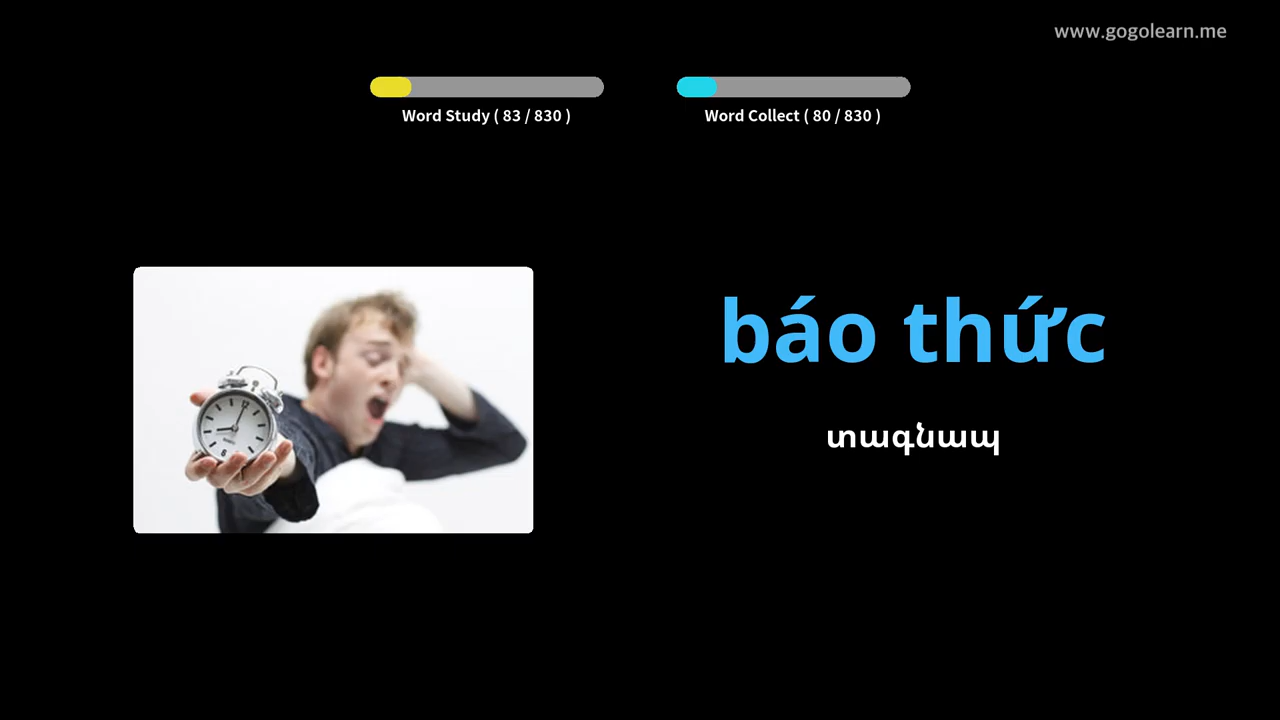 www.gogolearn.me
Word Study ( 83 / 830 )
Word Collect ( 80 / 830 )
báo thức
տագնապ